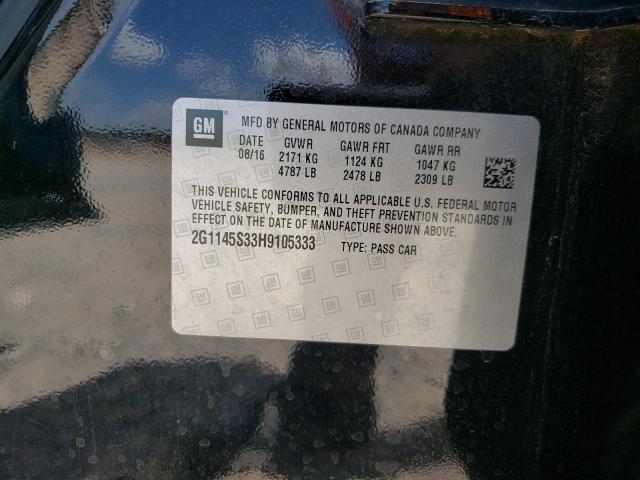 GM
MFD BY GENERAL MOTORS OF CANADA COMPANY
DATE GVWR GAWR FRT GAWR RR
08/16 2171 KG 1124 KG 1047 KG
4787 LB 2478 LB 2309 LB
THIS VEHICLE CONFORMS TO ALL APPLICABLE U.S. FEDERAL MOTOR
VEHICLE SAFETY, BUMPER, AND THEFT PREVENTION STANDARDS IN
EFFECT ON THE DATE OF MANUFACTURE SHOWN ABOVE.
2G1145S33H9105333 TYPE: PASS CAR